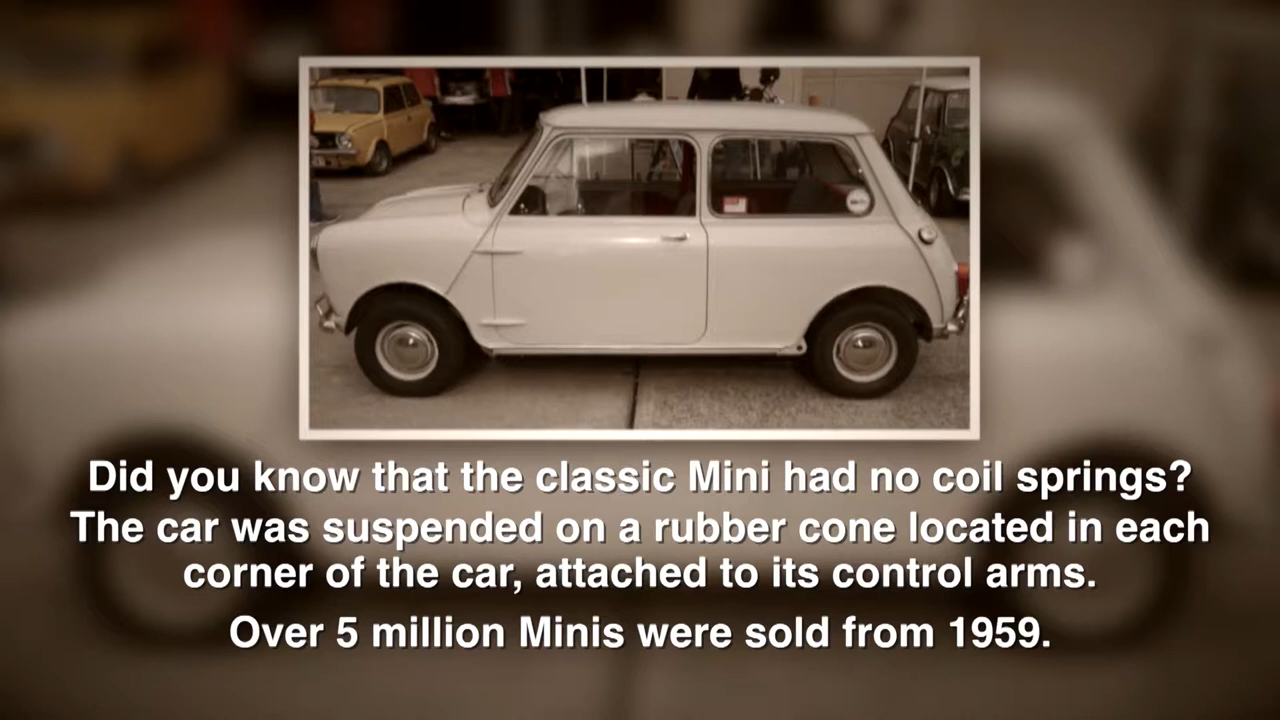 Did you know that the classic Mini had no coil springs?
The car was suspended on a rubber cone located in each
corner of the car, attached to its control arms.
Over 5 million Minis were sold from 1959.